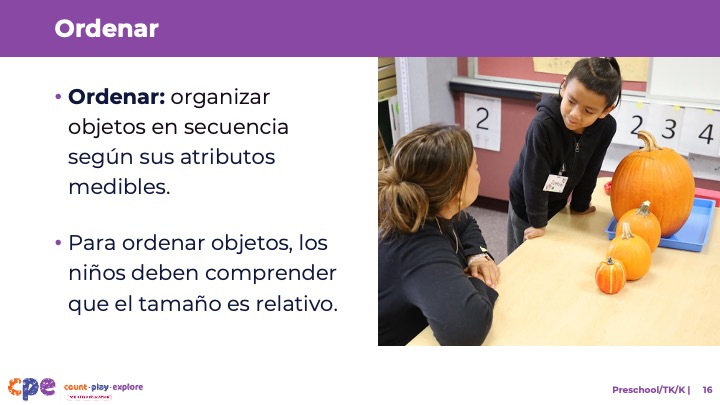 Ordenar
• Ordenar: organizar
objetos en secuencia
según sus atributos
medibles.
• Para ordenar objetos, los
niños deben comprender
que el tamaño es relativo.
2
2
3
4
cpe
count·play·explore
Preschool/TK/K | 16